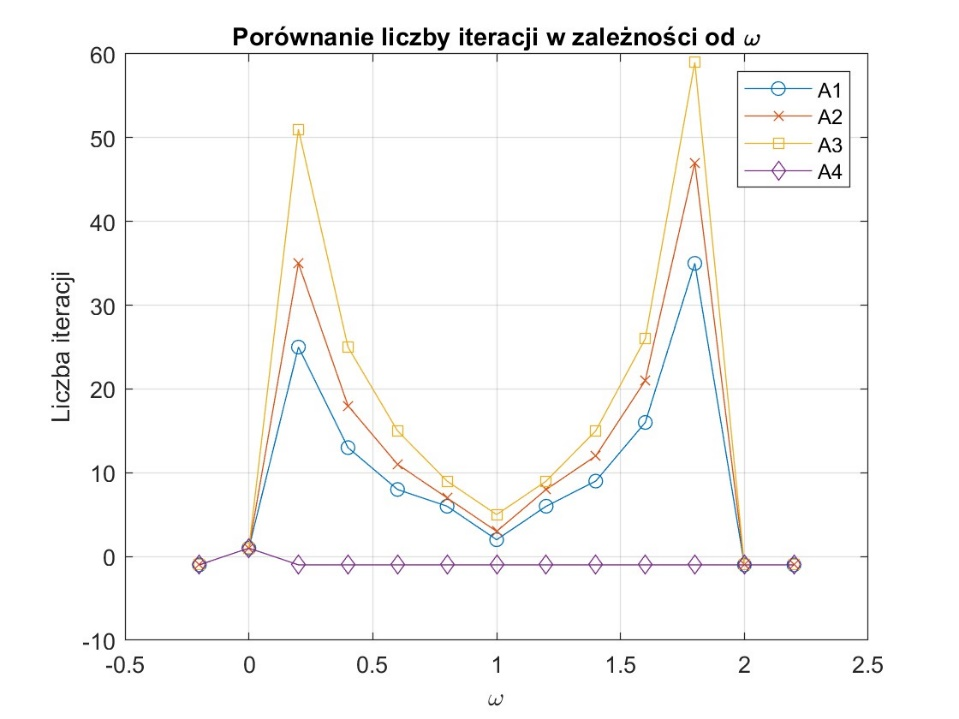 Porównanie liczby iteracji w zależności od ω
60
50
40
30
20
10
0
-10
Liczba iteracji
A1
A2
A3
A4
-0.5 0 0.5 1 1.5 2 2.5
ω